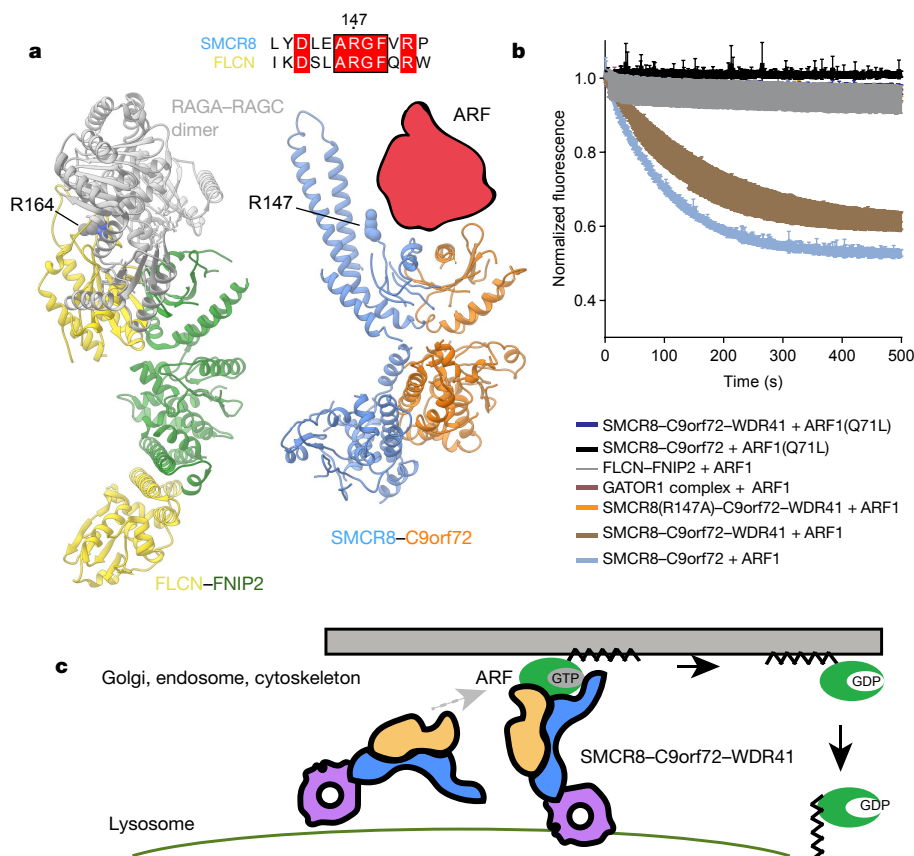 a
147
SMCR8 LYDLEARGFVRP
FLCN IKDSLARGFQRW
RAGA–RAGC
dimer
ARF
R164
R147
SMCR8–C9orf72
FLCN–FNIP2
b
Normalized fluorescence
1.0
0.8
0.6
0.4
0 100 200 300 400 500
Time (s)
SMCR8–C9orf72–WDR41 + ARF1(Q71L)
SMCR8–C9orf72 + ARF1(Q71L)
FLCN–FNIP2 + ARF1
GATOR1 complex + ARF1
SMCR8(R147A)–C9orf72–WDR41 + ARF1
SMCR8–C9orf72-WDR41 + ARF1
SMCR8–C9orf72 + ARF1
c
Golgi, endosome, cytoskeleton
ARF
GTP
GDP
SMCR8–C9orf72–WDR41
GDP
Lysosome